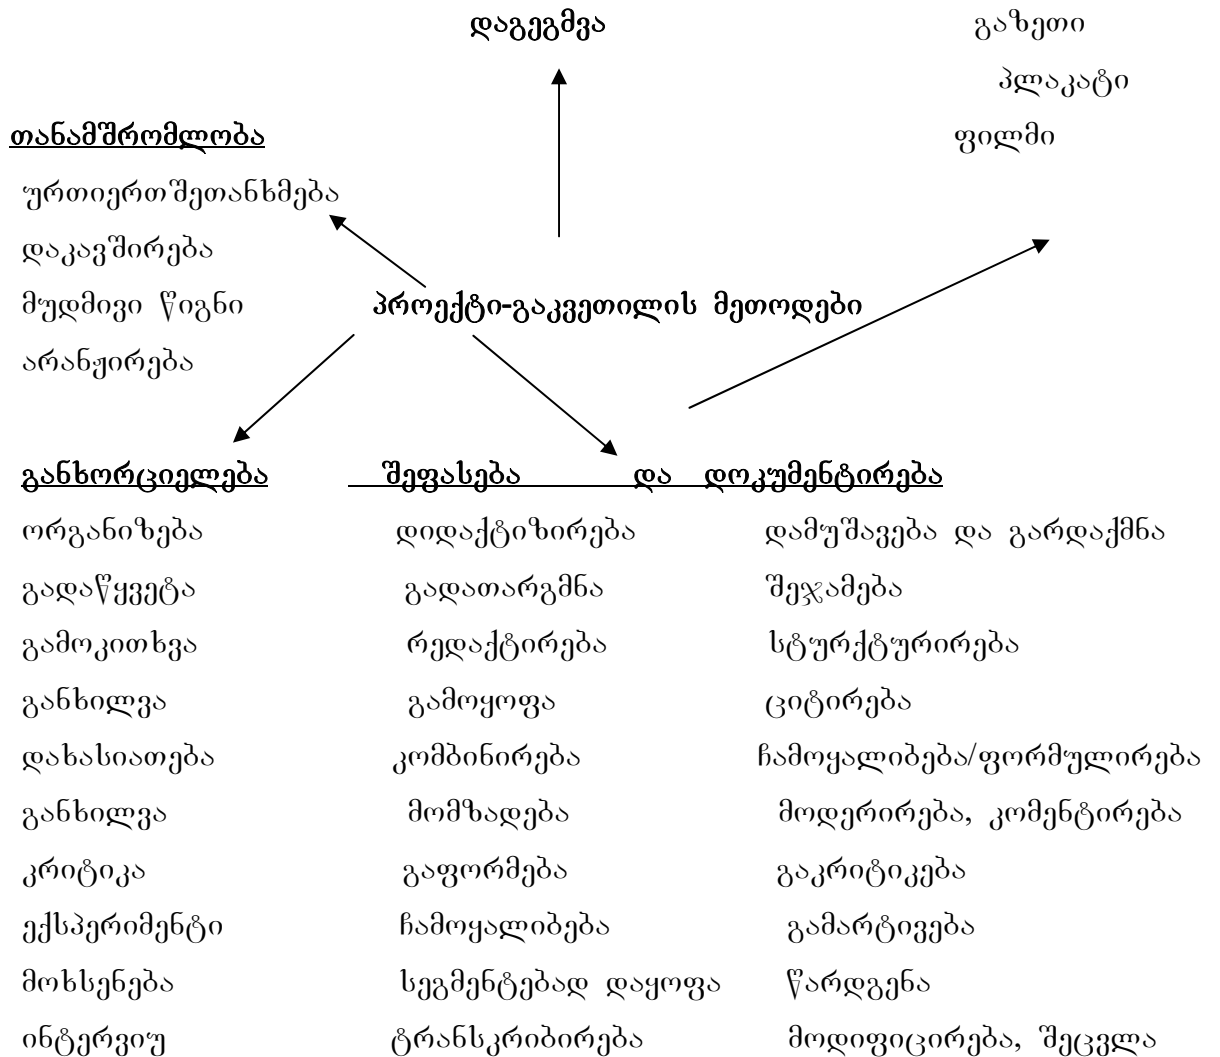 დაგეგმვა გაზეთი
პლაკატი
თანამშრომლობა ფილმი
ურთიერთშეთანხმება
დაკავშირება
მუდმივი წიგნი პროექტი-გაკვეთილის მეთოდები
არანჟირება
განხორციელება შეფასება და დოკუმენტირება
ორგანიზება დიდაქტიზირება დამუშავება და გარდაქმნა
გადაწყვეტა გადათარგმნა შეჯამება
გამოკითხვა რედაქტირება სტურქტურირება
განხილვა გამოყოფა ციტირება
დახასიათება კომბინირება ჩამოყალიბება/ფორმულირება
განხილვა მომზადება მოდერირება, კომენტირება
კრიტიკა გაფორმება გაკრიტიკება
ექსპერიმენტი ჩამოყალიბება გამარტივება
მოხსენება სეგმენტებად დაყოფა წარდგენა
ინტერვიუ ტრანსკრიბირება მოდიფიცირება, შეცვლა